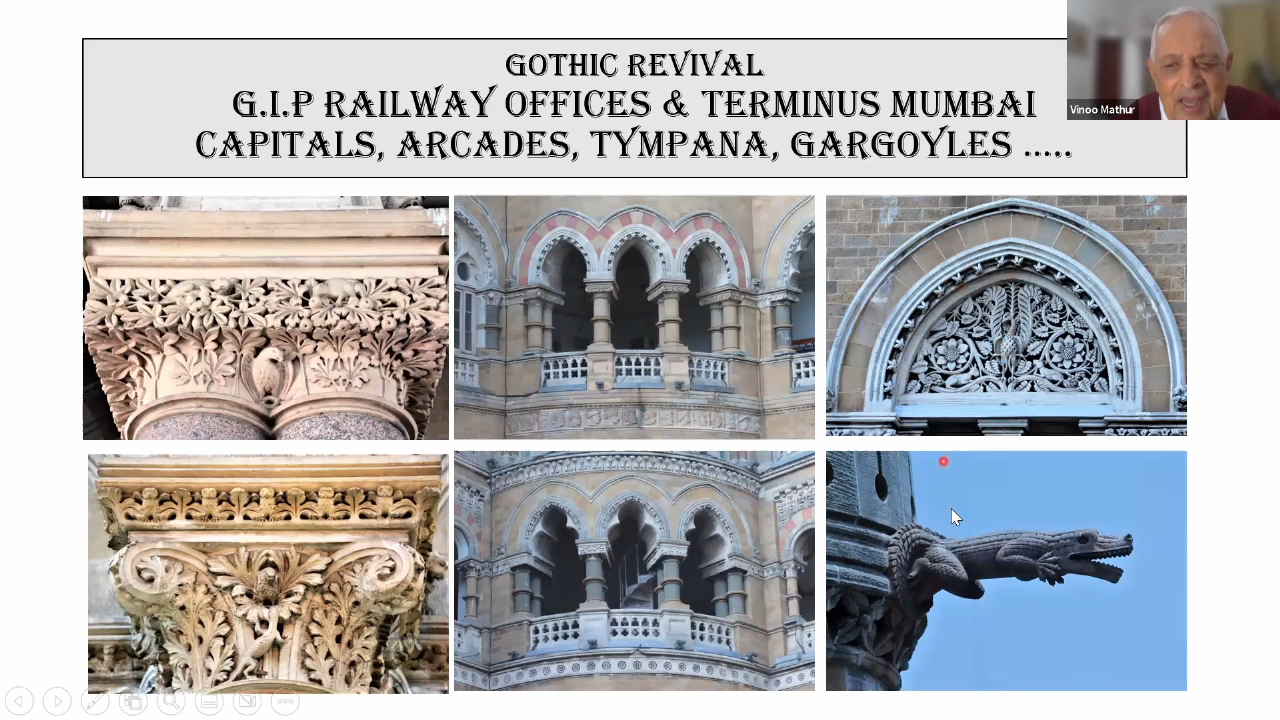 GOTHIC REVIVAL
G.I.P RAILWAY OFFICES & TERMINUS MUMBAI
CAPITALS, ARCADES, TYMPANA, GARGOYLES .....
Vinoo Mathur